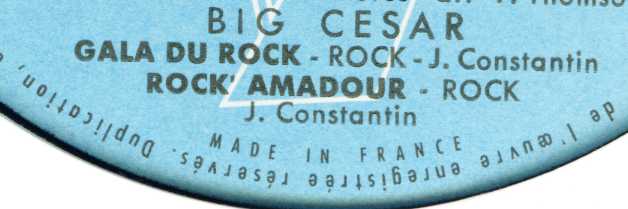 Thomso
BIG CESAR
GALA DU ROCK - ROCK - J. Constantin
ROCK' AMADOUR - ROCK
J. Constantin
MADE IN FRANCE
de l'œuvre enregistrée réservés. Duplication,